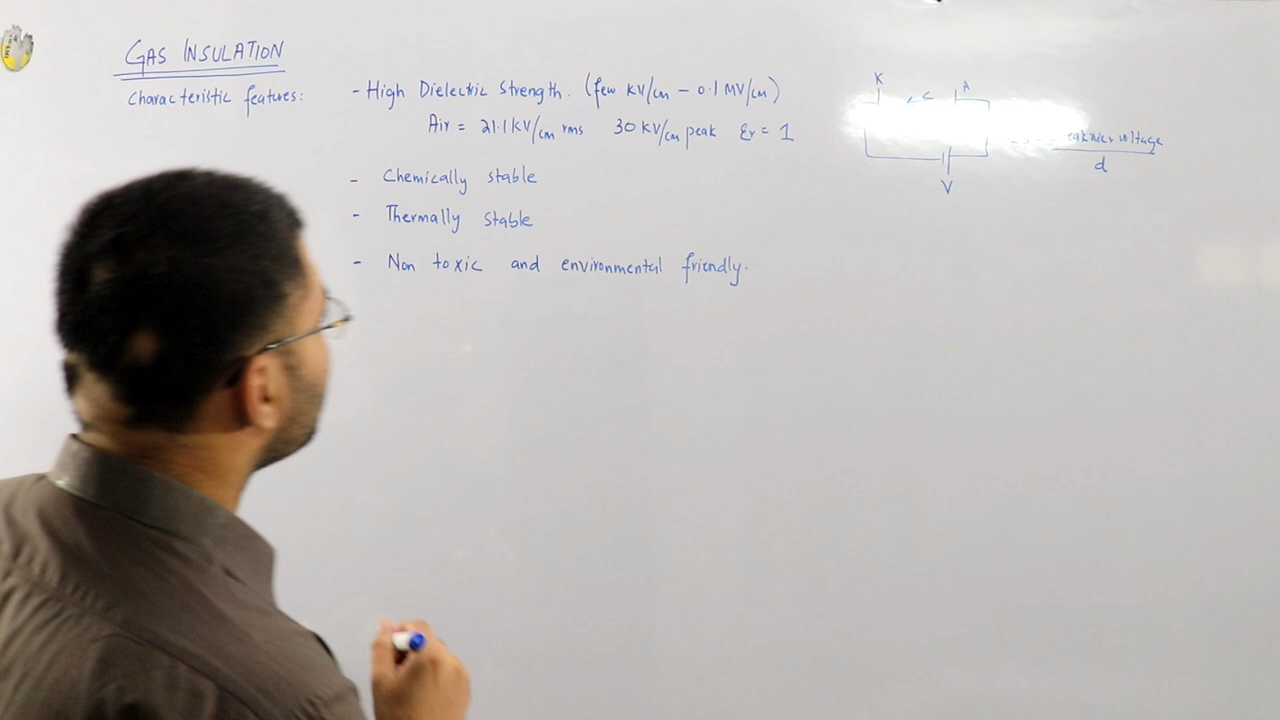 GAS INSULATION
Characteristic features:
- High Dielectric Strength. (few KV/cm - 0.1 MV/cm)
Air = 21.1 KV/cm rms 30 KV/cm peak Er = 1
- Chemically stable
- Thermally stable
- Non toxic and environmental friendly.
K
A
V
voltage
d